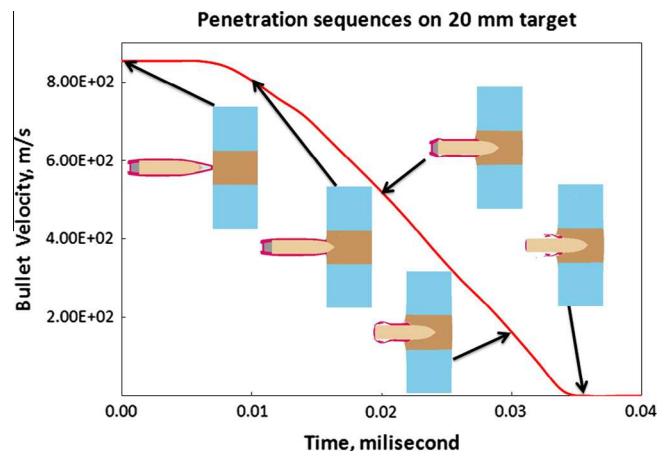 Penetration sequences on 20 mm target
Bullet Velocity, m/s
8.00E+02
6.00E+02
4.00E+02
2.00E+02
0.00
0.01
0.02
0.03
0.04
Time, milisecond